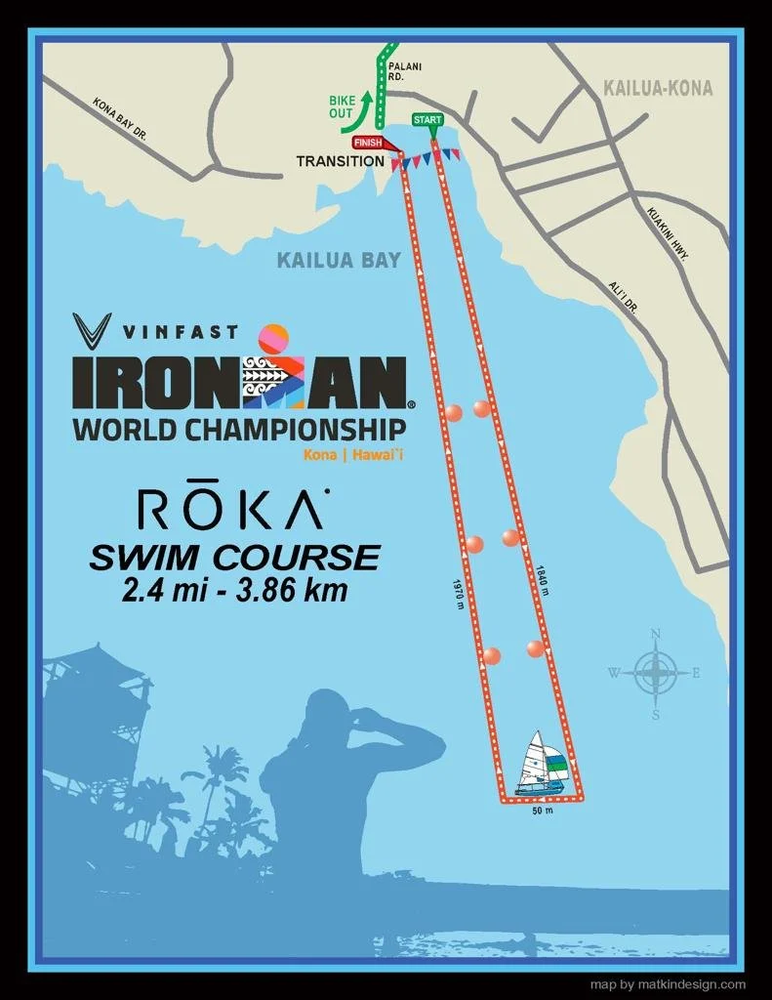 PALANI
RD.
KAILUA-KONA
BIKE
OUT
KONA BAY DR.
START
FINISH
TRANSITION
KUAKINI HWY.
KAILUA BAY
ALI'I DR.
VINFAST
IRONMAN®
WORLD CHAMPIONSHIP
Kona | Hawai`i
RŌKA
SWIM COURSE
2.4 mi - 3.86 km
1970 m
1840 m
N
W E
S
50 m
map by matkindesign.com